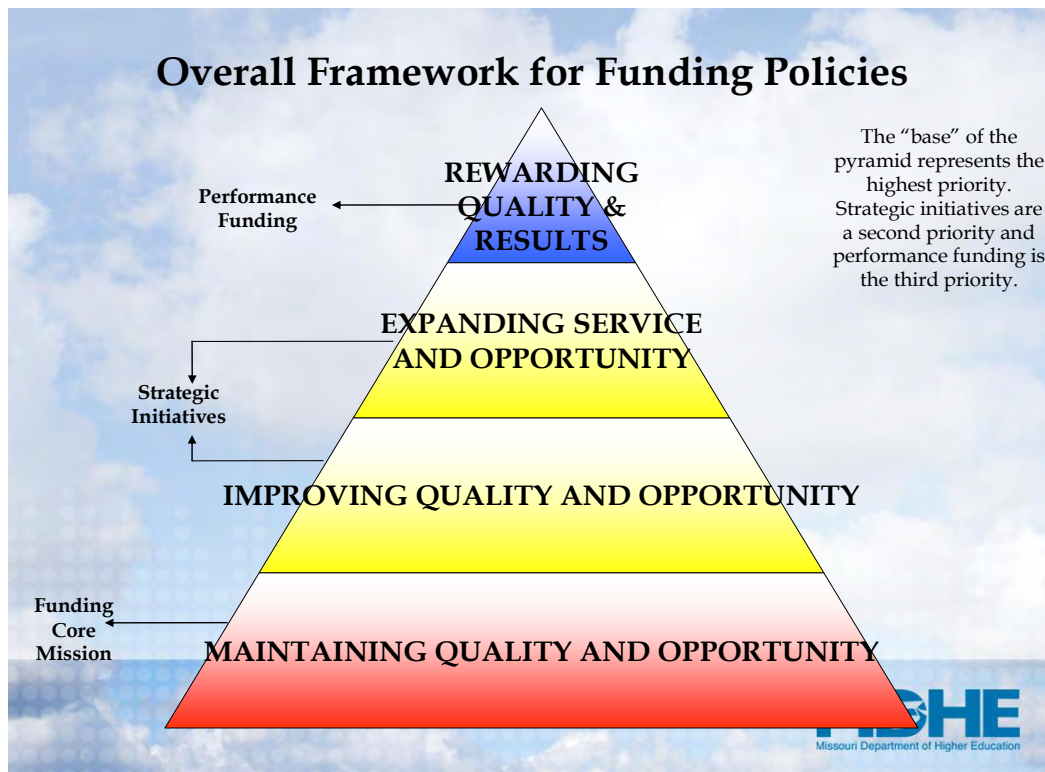 Overall Framework for Funding Policies
The “base” of the
pyramid represents the
highest priority.
Strategic initiatives are
a second priority and
performance funding is
the third priority.
REWARDING
QUALITY &
RESULTS
Performance
Funding
EXPANDING SERVICE
AND OPPORTUNITY
Strategic
Initiatives
IMPROVING QUALITY AND OPPORTUNITY
Funding
Core
Mission
MAINTAINING QUALITY AND OPPORTUNITY
HE
Missouri Department of Higher Education